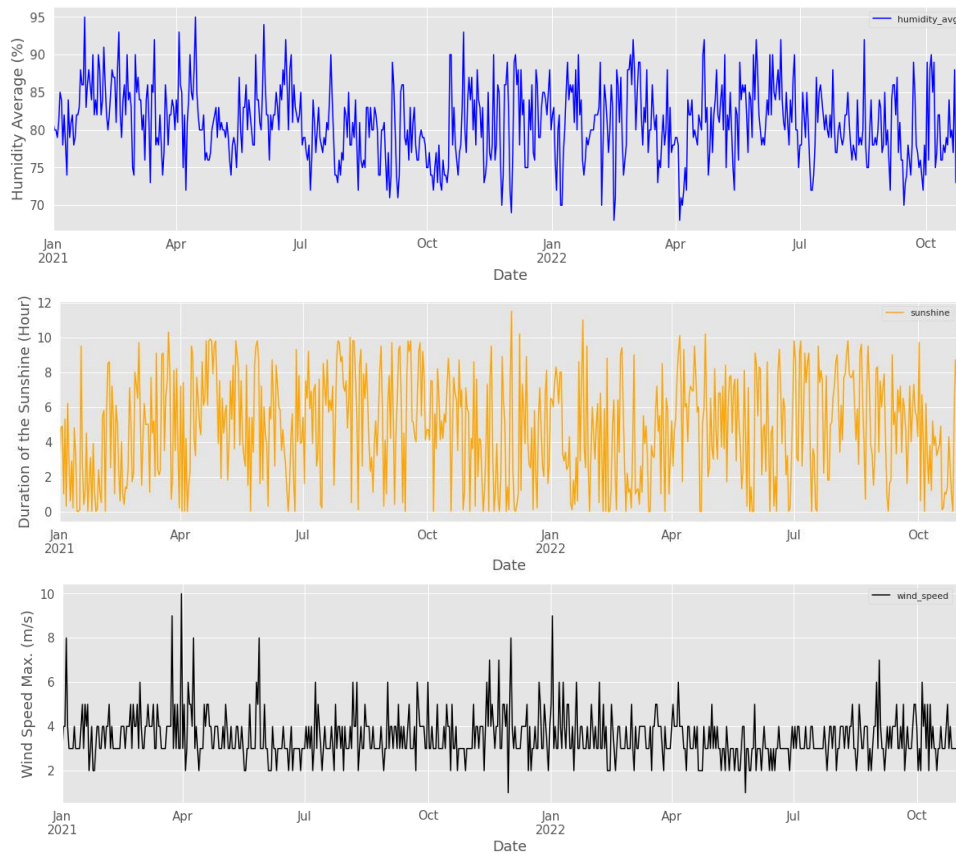 95
90
85
80
75
70
Humidity Average (%)
humidity_avg
Jan
2021
Apr
Jul
Oct
Jan
2022
Apr
Jul
Oct
Date
12
10
8
6
4
2
0
Duration of the Sunshine (Hour)
sunshine
Jan
2021
Apr
Jul
Oct
Jan
2022
Apr
Jul
Oct
Date
10
8
6
4
2
Wind Speed Max. (m/s)
wind_speed
Jan
2021
Apr
Jul
Oct
Jan
2022
Apr
Jul
Oct
Date